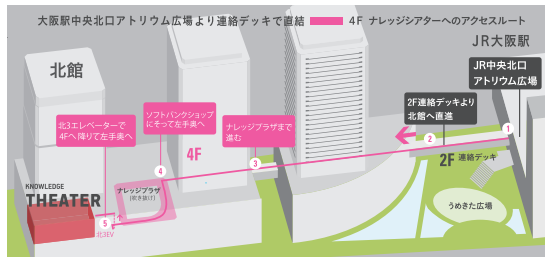 大阪駅中央北口アトリウム広場より連絡デッキで直結
4F ナレッジシアターへのアクセスルート
JR大阪駅
JR中央北口
アトリウム広場
北館
2F連絡デッキより
北館へ直進
ソフトバンクショップ
にそって左手奥へ
北3エレベーターで
4Fへ降りて左手奥へ
ナレッジプラザまで
進む
4F
1
2
2F 連絡デッキ
3
4
KNOWLEDGE
THEATER
ナレッジプラザ
(吹き抜け)
うめきた広場
5
北3EV